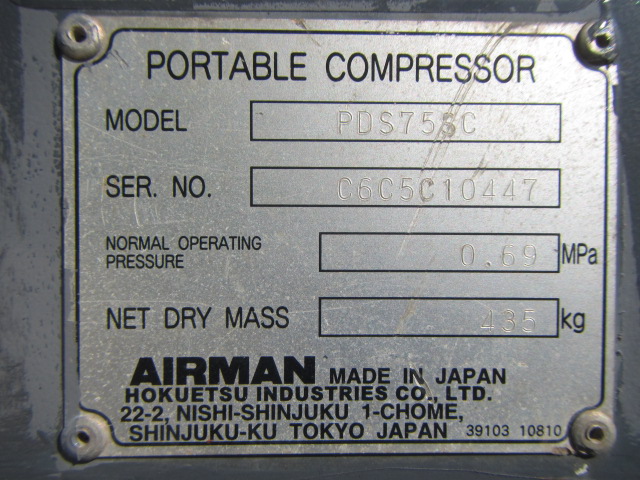 PORTABLE COMPRESSOR
MODEL PDS75SC
SER. NO. C6C5C10447
NORMAL OPERATING PRESSURE 0.69 MPa
NET DRY MASS 435 kg
AIRMAN MADE IN JAPAN
HOKUETSU INDUSTRIES CO., LTD.
22-2, NISHI-SHINJUKU 1-CHOME,
SHINJUKU-KU TOKYO JAPAN 39103 10810